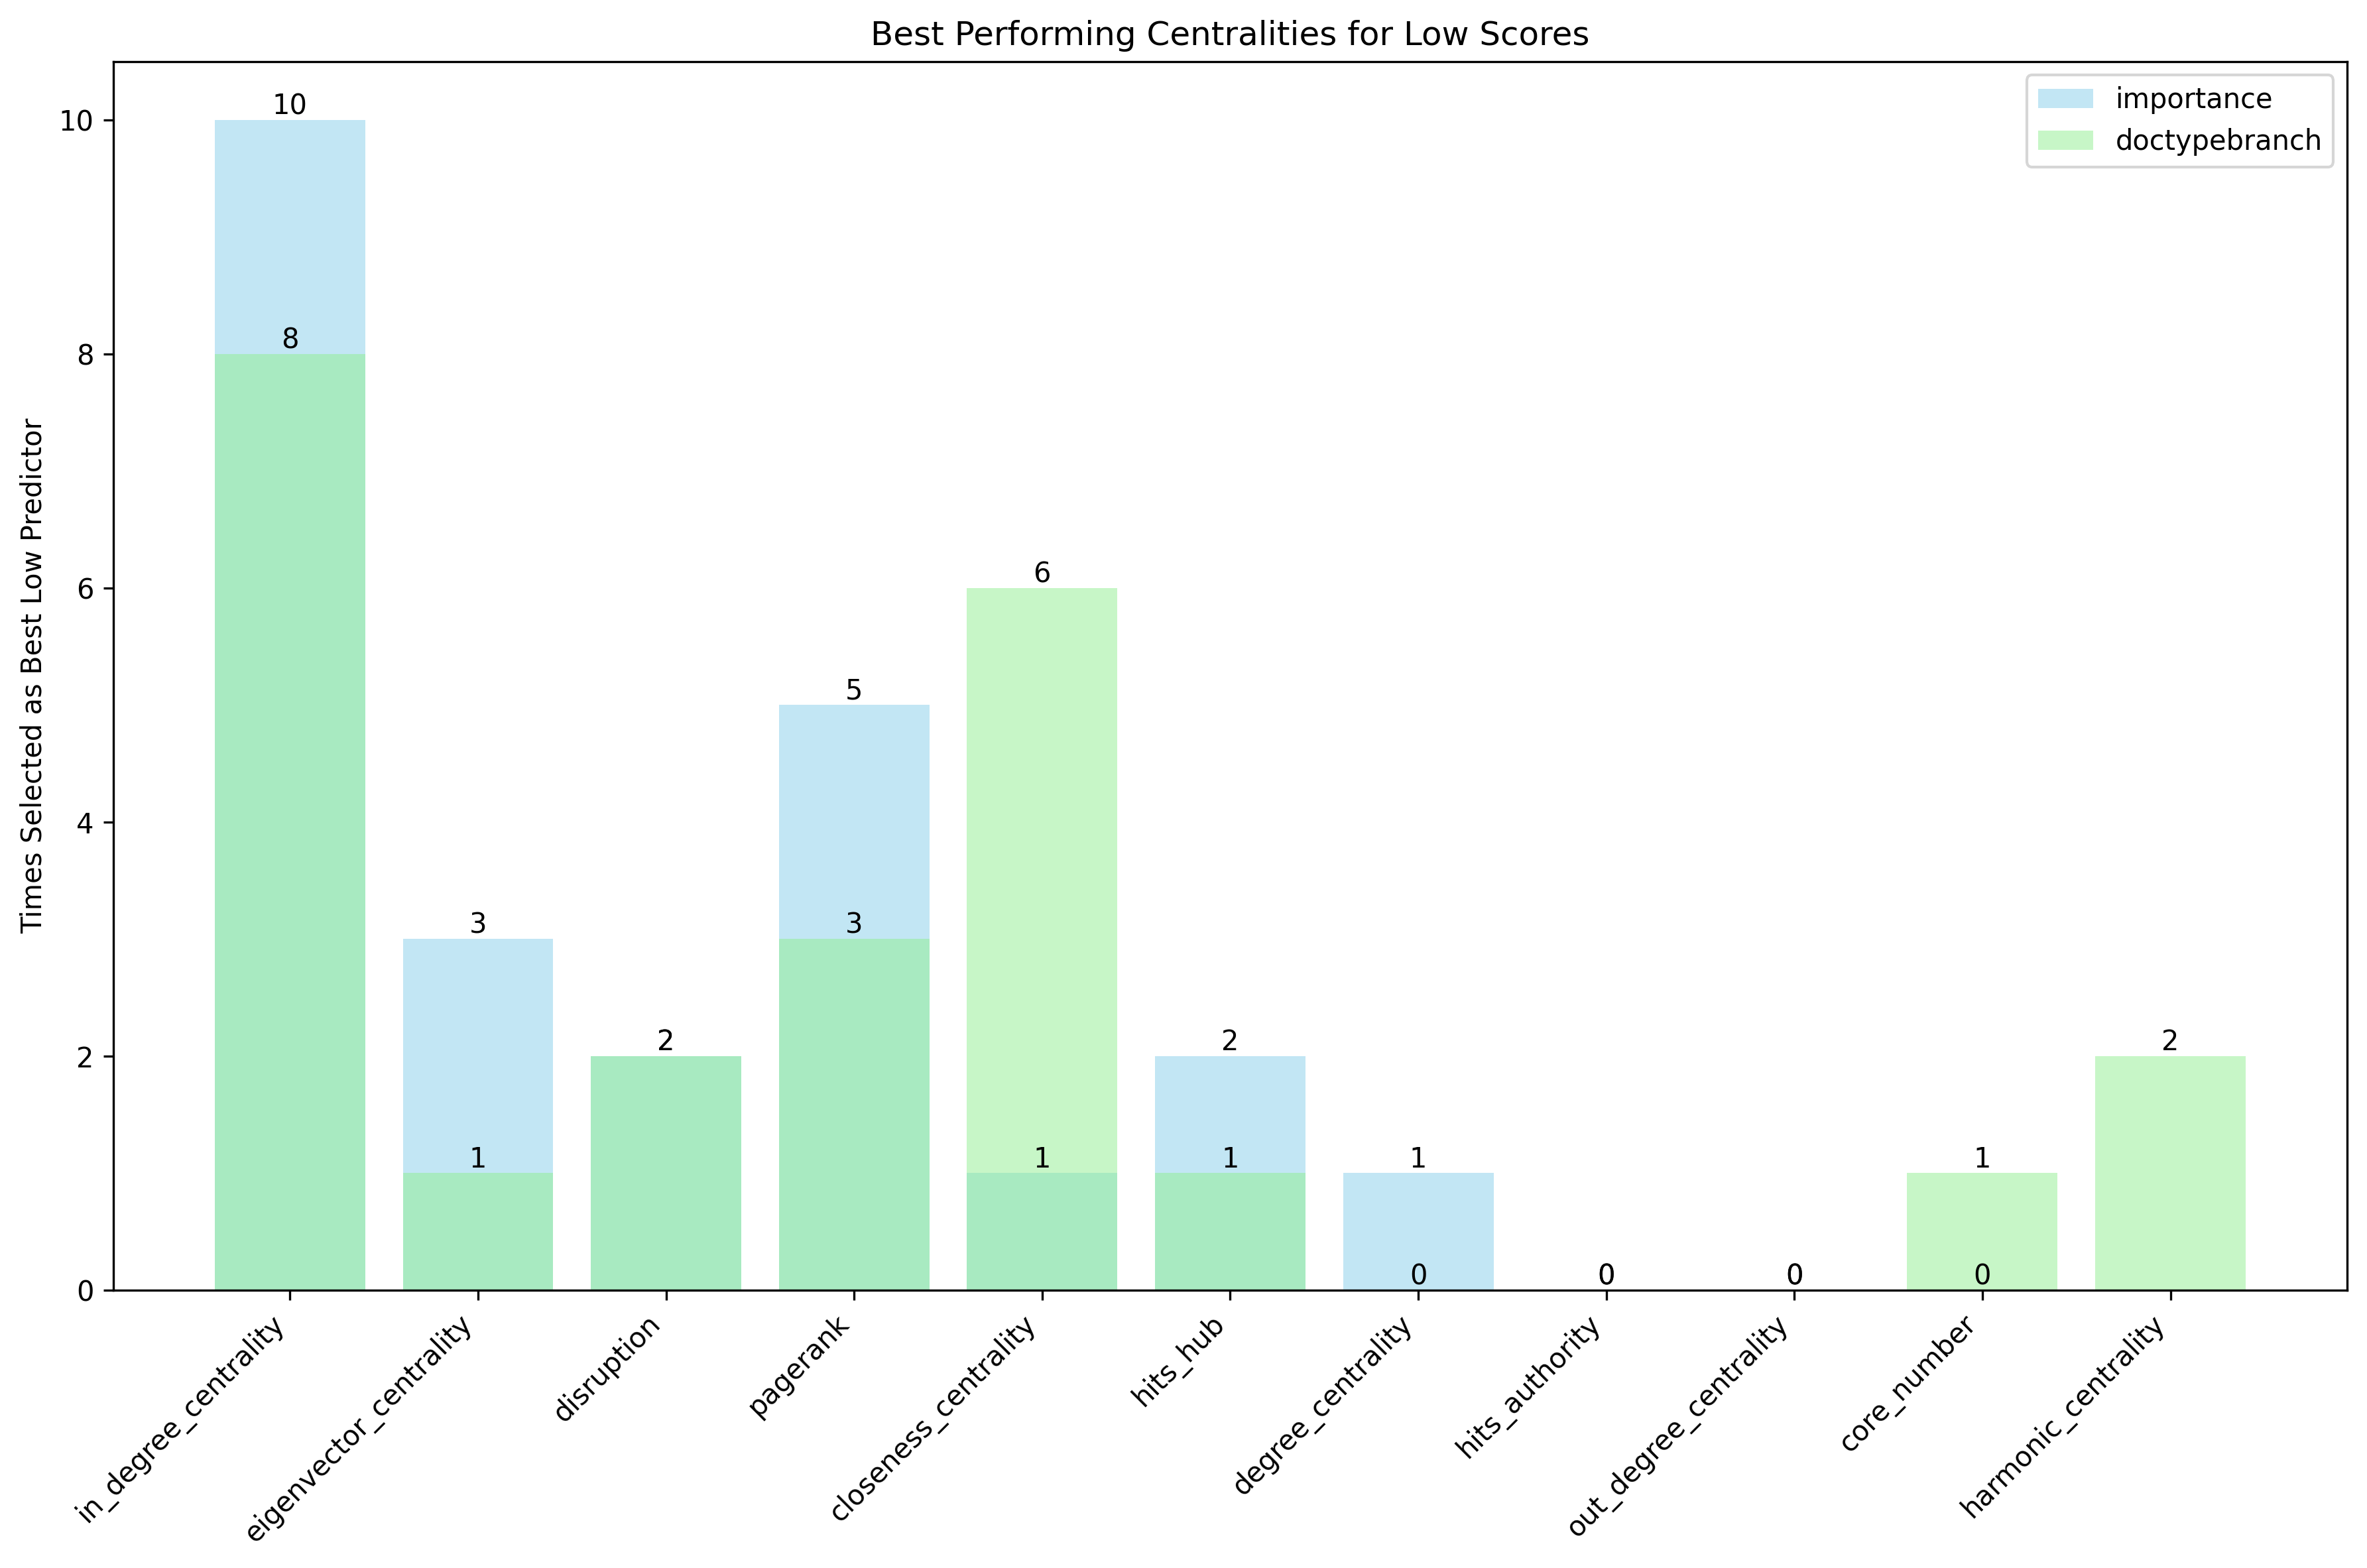 Best Performing Centralities for Low Scores
importance
doctypebranch
Times Selected as Best Low Predictor
10
8
6
4
2
0
10
8
3
1
2
5
3
6
1
2
1
1
0
0
0
1
0
2
in_degree_centrality
eigenvector_centrality
disruption
pagerank
closeness_centrality
hits_hub
degree_centrality
hits_authority
out_degree_centrality
core_number
harmonic_centrality